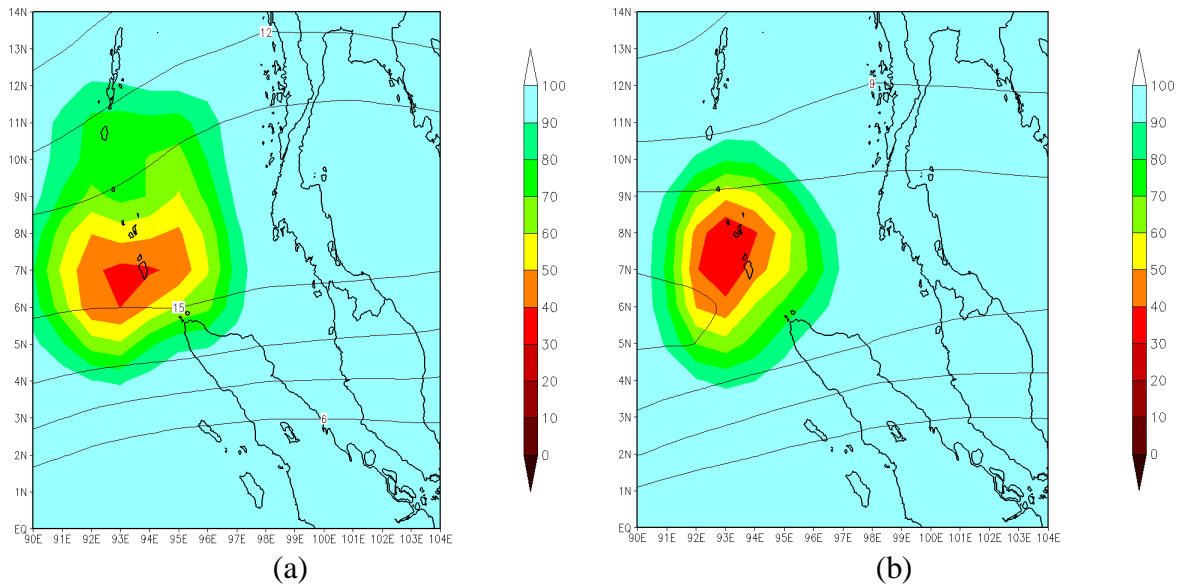 14N
13N
12N
11N
10N
9N
8N
7N
6N
5N
4N
3N
2N
1N
EQ
90E 91E 92E 93E 94E 95E 96E 97E 98E 99E 100E 101E 102E 103E 104E
12
15
6
100
90
80
70
60
50
40
30
20
10
0
(a)
14N
13N
12N
11N
10N
9N
8N
7N
6N
5N
4N
3N
2N
1N
EQ
90E 91E 92E 93E 94E 95E 96E 97E 98E 99E 100E 101E 102E 103E 104E
9
100
90
80
70
60
50
40
30
20
10
0
(b)